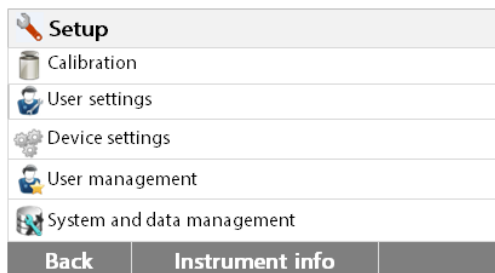 Setup
Calibration
User settings
Device settings
User management
System and data management
Back
Instrument info